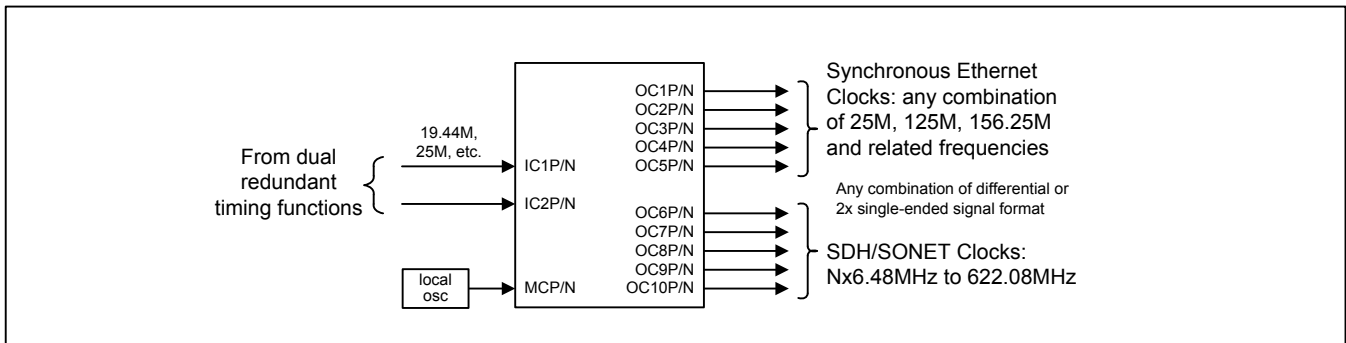 From dual
redundant
timing functions
19.44M,
25M, etc.
local
osc
IC1P/N
IC2P/N
MCP/N
OC1P/N
OC2P/N
OC3P/N
OC4P/N
OC5P/N
OC6P/N
OC7P/N
OC8P/N
OC9P/N
OC10P/N
Synchronous Ethernet
Clocks: any combination
of 25M, 125M, 156.25M
and related frequencies
Any combination of differential or
2x single-ended signal format
SDH/SONET Clocks:
Nx6.48MHz to 622.08MHz